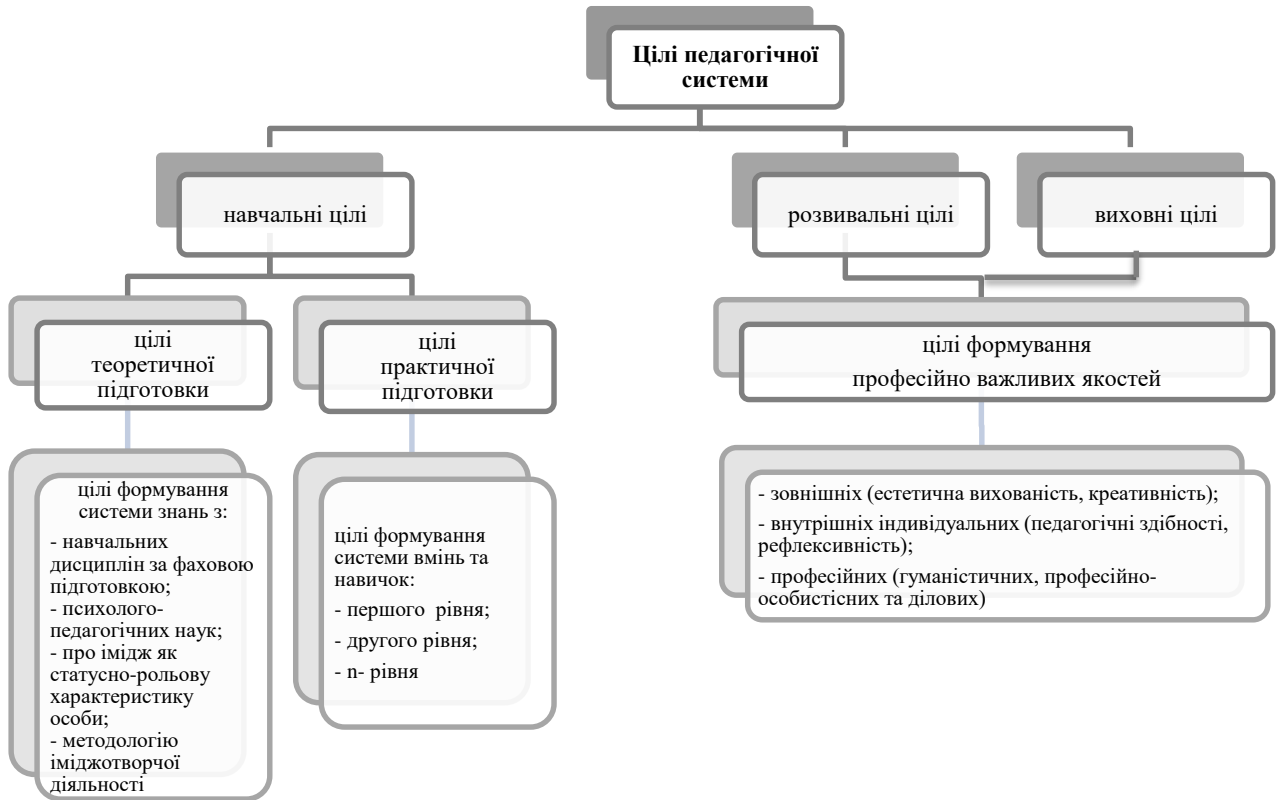 Цілі педагогічної
системи
навчальні цілі
розвивальні цілі
виховні цілі
цілі
теоретичної
підготовки
цілі
практичної
підготовки
цілі формування
професійно важливих якостей
цілі формування
системи знань з:
- навчальних
дисциплін за фаховою
підготовкою;
- психолого-
педагогічних наук;
- про імідж як
статусно-рольову
характеристику
особи;
- методологію
іміджотворчої
діяльності
цілі формування
системи вмінь та
навичок:
- першого рівня;
- другого рівня;
- n- рівня
- зовнішніх (естетична вихованість, креативність);
- внутрішніх індивідуальних (педагогічні здібності,
рефлексивність);
- професійних (гуманістичних, професійно-
особистісних та ділових)